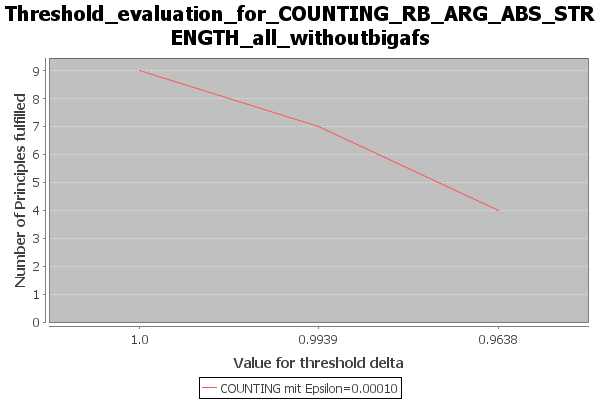 Threshold_evaluation_for_COUNTING_RB_ARG_ABS_STR
ENGTH_all_withoutbigafs
Number of Principles fulfilled
9
8
7
6
5
4
3
2
1
0
1.0
0.9939
0.9638
Value for threshold delta
COUNTING mit Epsilon=0.00010